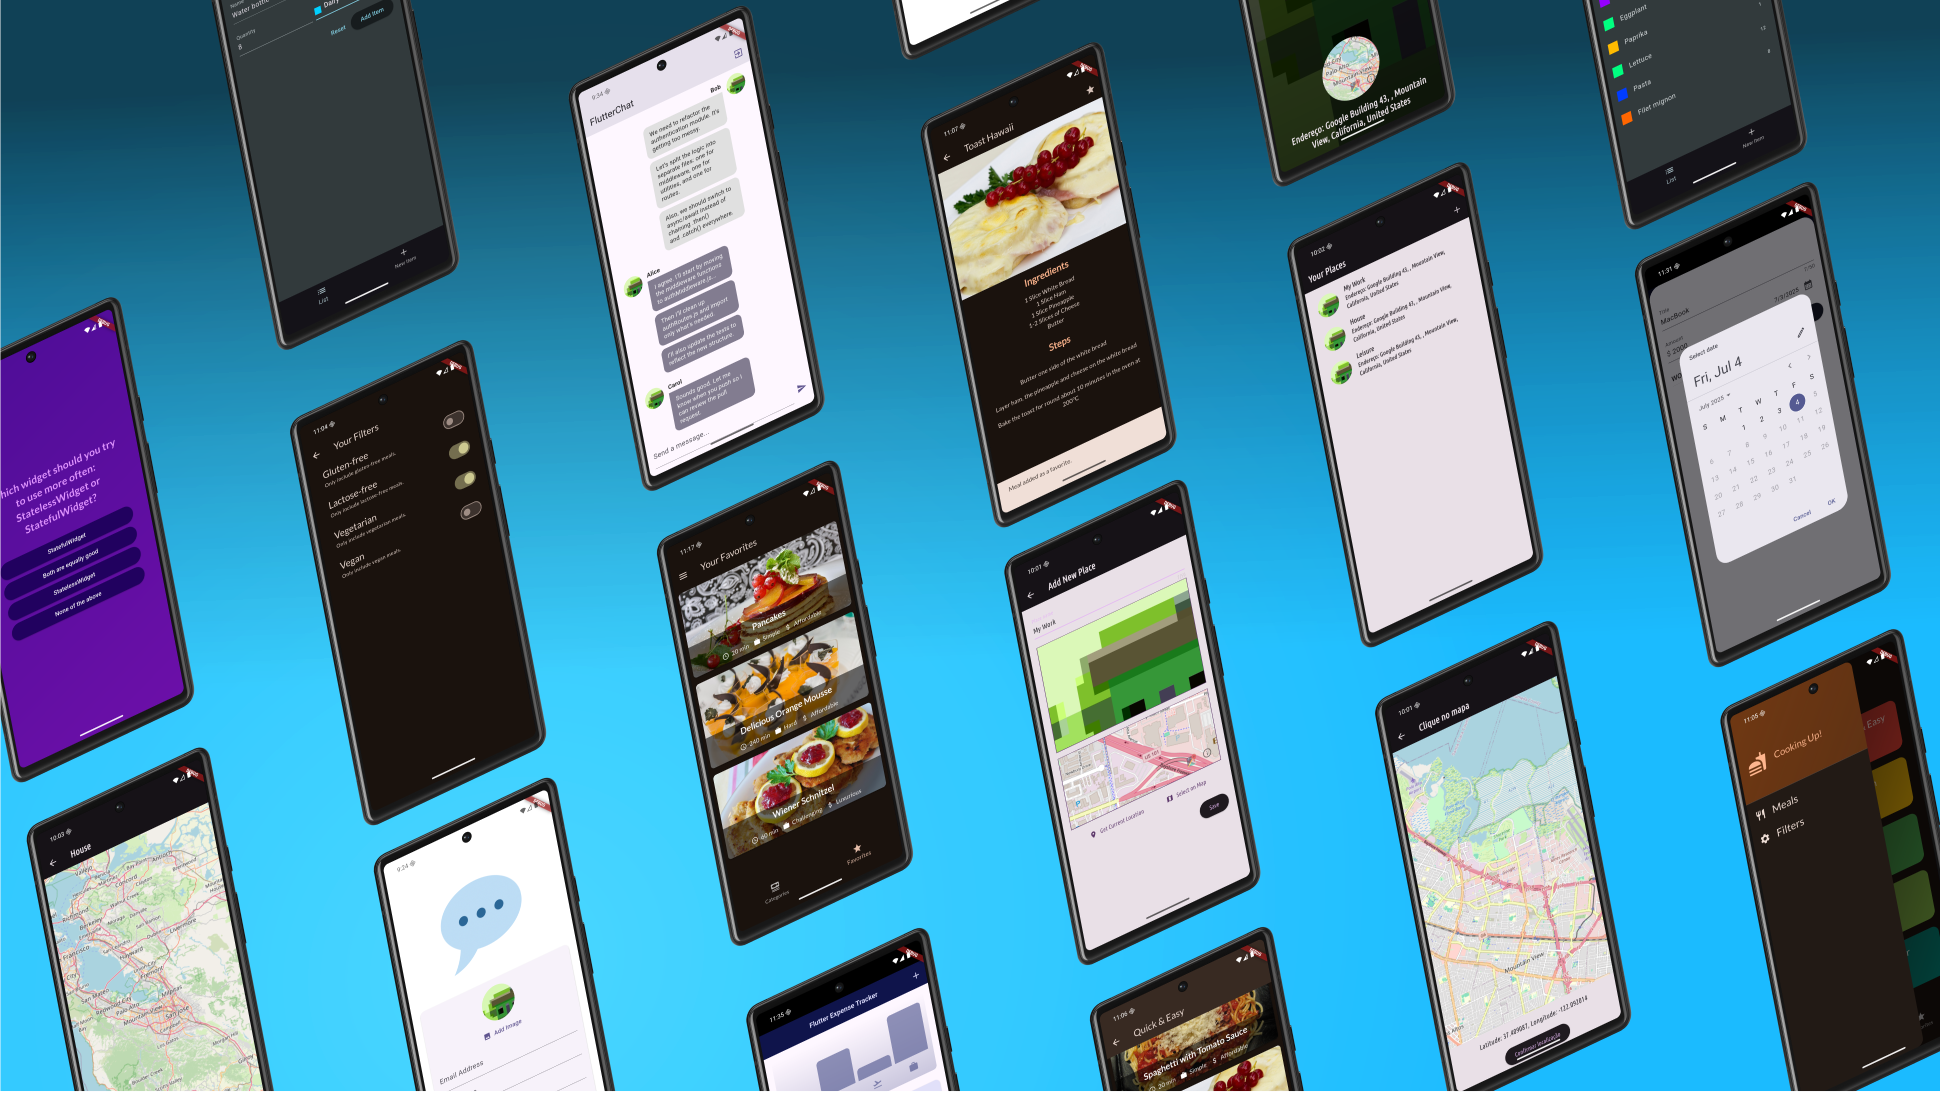 Water bottles
Quantity
8
Reset
Add Item
List
New Item
9:34
FlutterChat
Bob
We need to refactor the
authentication module. It's
getting too messy.
Let's split the logic into
separate files: one for
middleware, one for
utilities, and one for
routes.
Also, we should switch to
async/await instead of
chaining .then()
and .catch() everywhere.
Alice
I agree. I'll start by moving
the middleware functions
to authMiddleware.js.
Then I'll clean up
authRoutes.js and import
only what's needed
I'll also update the tests to
reflect the new structure.
Carol
Sounds good. Let me
know when you push so I
can review the pull
request.
Send a message...
11:07
Toast Hawaii
Ingredients
1 Slice White Bread
1 Slice Ham
1 Slice Pineapple
1-2 Slices of Cheese
Butter
Steps
Butter one side of the white bread
Layer ham, the pineapple and cheese on the white bread
Bake the toast for round about 10 minutes in the oven at
200°C
Meal added as a favorite.
Endereço: Google Building 43, , Mountain
View, California, United States
Eggplant
1
Paprika
12
Lettuce
8
Pasta
Filet mignon
List
New Item
hich widget should you try
to use more often:
StatelessWidget or
StatefulWidget?
StatefulWidget
Both are equally good
StatelessWidget
None of the above
11:04
Your Filters
Gluten-free
Only include gluten-free meals.
Lactose-free
Only include lactose-free meals.
Vegetarian
Only include vegetarian meals.
Vegan
Only include vegan meals.
11:17
Your Favorites
Pancakes
20 min
Simple
Affordable
Delicious Orange Mousse
240 min
Hard
Affordable
Wiener Schnitzel
60 min
Challenging
Luxurious
Categories
Favorites
10:01
Add New Place
My Work
Get Current Location
Select on Map
Save
10:02
Your Places
My Work
Endereço: Google Building 43, , Mountain View,
California, United States
House
Endereço: Google Building 43, , Mountain View,
California, United States
Leisure
Endereço: Google Building 43, , Mountain View,
California, United States
11:31
Title
MacBook
Amount
$ 2000
7/3/2025
Select date
Fri, Jul 4
July 2025
S M T W T F S
1 2 3 4 5
6 7 8 9 10 11 12
13 14 15 16 17 18 19
20 21 22 23 24 25 26
27 28 29 30 31
Cancel
OK
10:03
House
9:34
Add Image
Email Address
11:35
Flutter Expense Tracker
11:06
Quick & Easy
Spaghetti with Tomato Sauce
20 min
Simple
Affordable
10:01
Clique no mapa
Mountain View
Latitude: 37.409087, Longitude: -122.092014
Confirmar localização
11:05
Cooking Up!
Meals
Filters
Easy